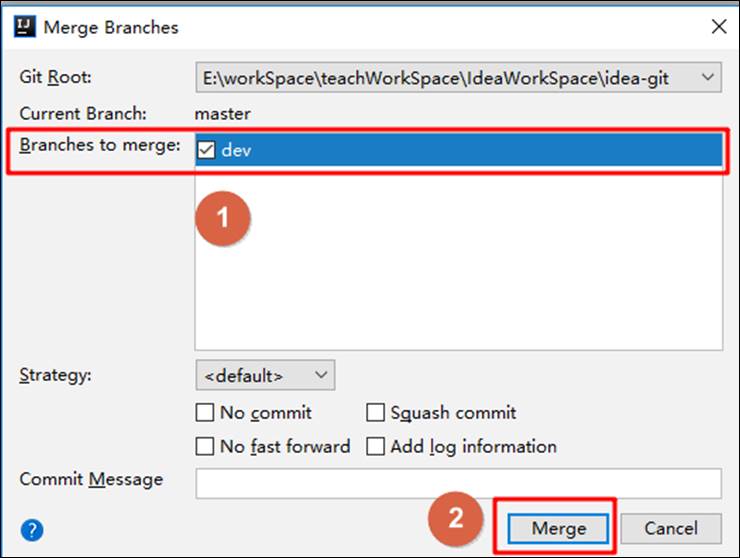 IJ Merge Branches
Git Root: E:\workSpace\teachWorkSpace\IdeaWorkSpace\idea-git
Current Branch: master
Branches to merge: dev
1
Strategy: <default>
No commit Squash commit
No fast forward Add log information
Commit Message
2
? Merge Cancel